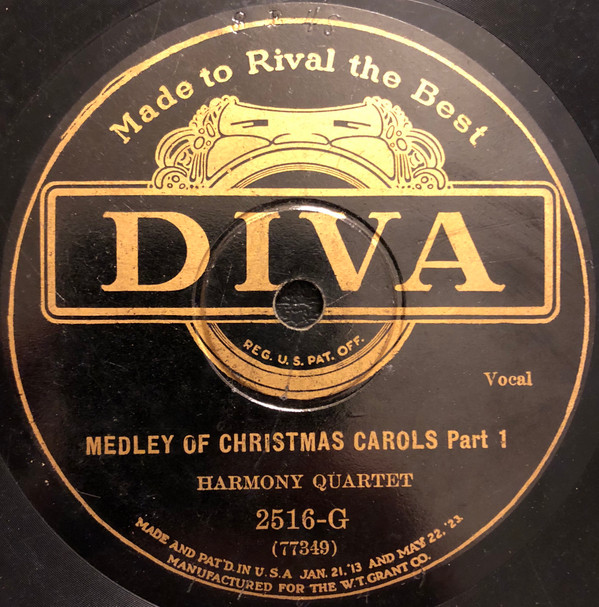 Made to Rival the Best
DIVA
REG. U.S. PAT. OFF.
Vocal
MEDLEY OF CHRISTMAS CAROLS Part 1
HARMONY QUARTET
2516-G
(77349)
MADE AND PAT'D. IN U.S.A JAN. 21, '13 AND MAY 22, '23
MANUFACTURED FOR THE W.T. GRANT CO.